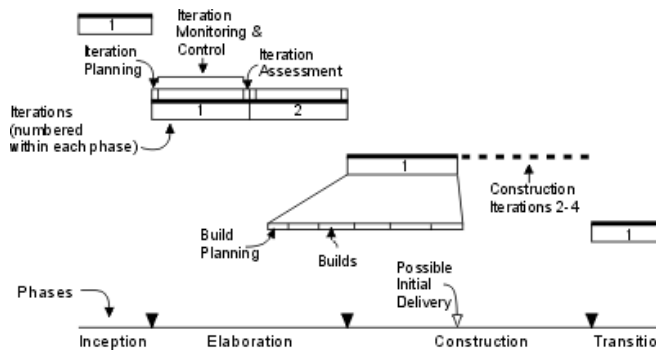 1
Iteration
Monitoring &
Control
Iteration
Planning
Iteration
Assessment
Iterations
(numbered
within each phase)
1
2
1
Construction
Iterations 2-4
Build
Planning
Builds
1
Possible
Initial
Delivery
Phases
Inception
Elaboration
Construction
Transitio